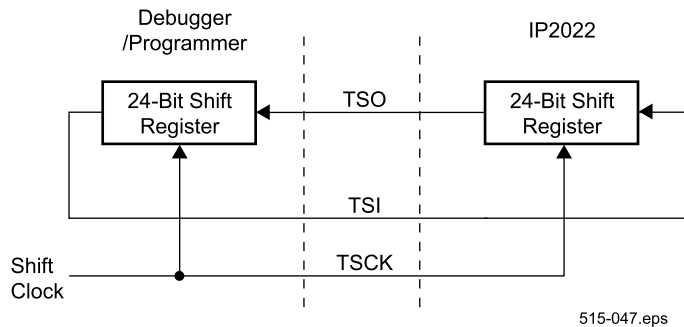 Debugger
/Programmer
IP2022
24-Bit Shift
Register
TSO
24-Bit Shift
Register
TSI
TSCK
Shift
Clock
515-047.eps